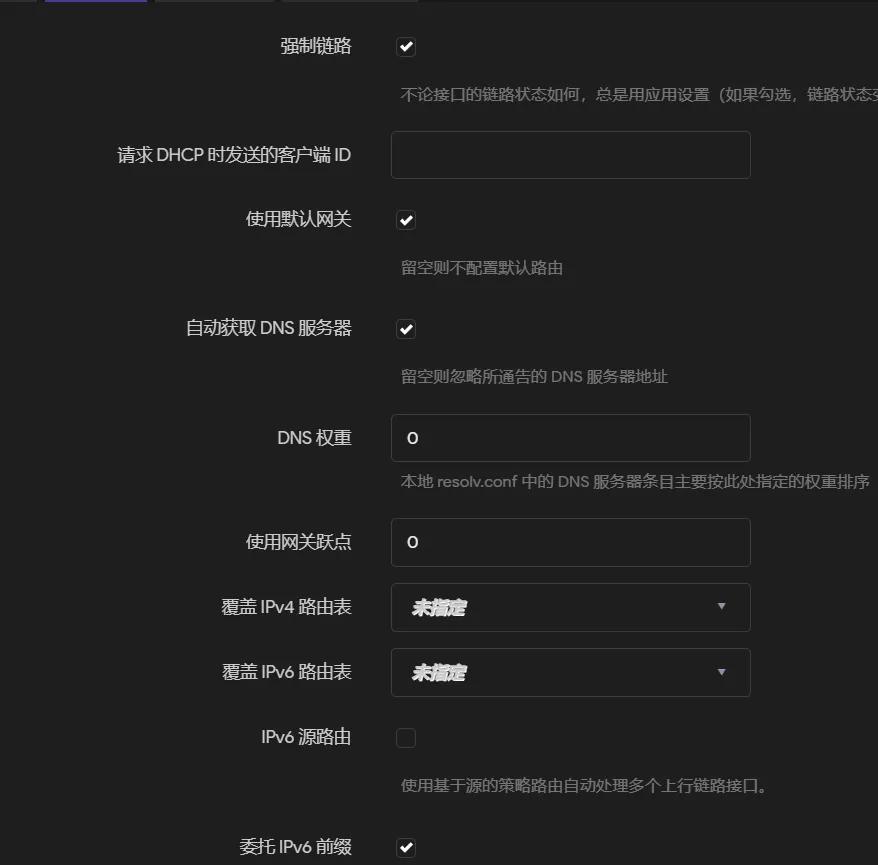 强制链路
不论接口的链路状态如何，总是用应用设置（如果勾选，链路状态变
请求 DHCP 时发送的客户端 ID
使用默认网关
留空则不配置默认路由
自动获取 DNS 服务器
留空则忽略所通告的 DNS 服务器地址
DNS 权重
0
本地 resolv.conf 中的 DNS 服务器条目主要按此处指定的权重排序
使用网关跃点
0
覆盖 IPv4 路由表
未指定
覆盖 IPv6 路由表
未指定
IPv6 源路由
使用基于源的策略路由自动处理多个上行链路接口。
委托 IPv6 前缀